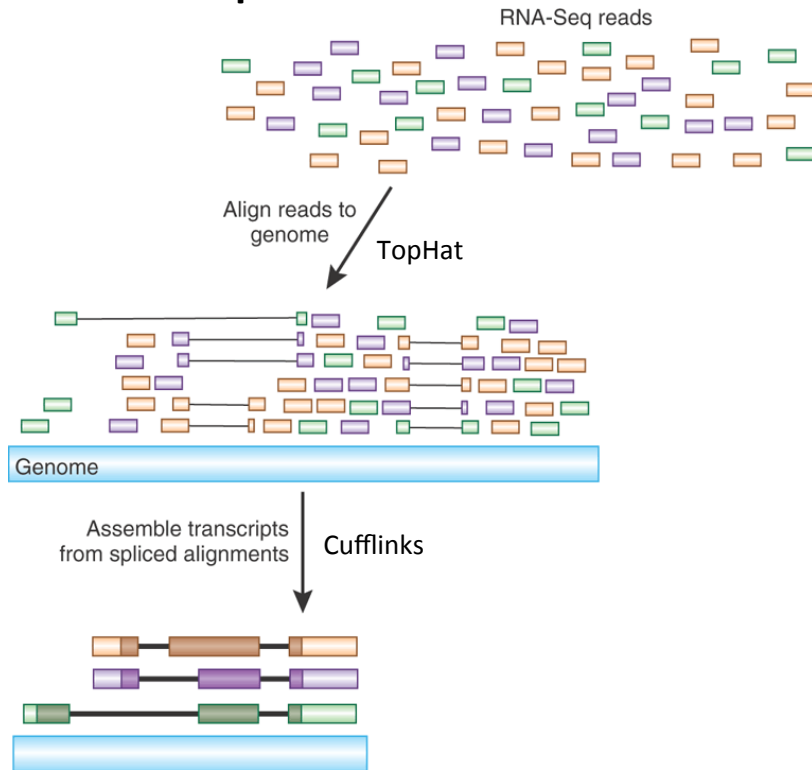 RNA-Seq reads
Align reads to
genome
TopHat
Genome
Assemble transcripts
from spliced alignments
Cufflinks